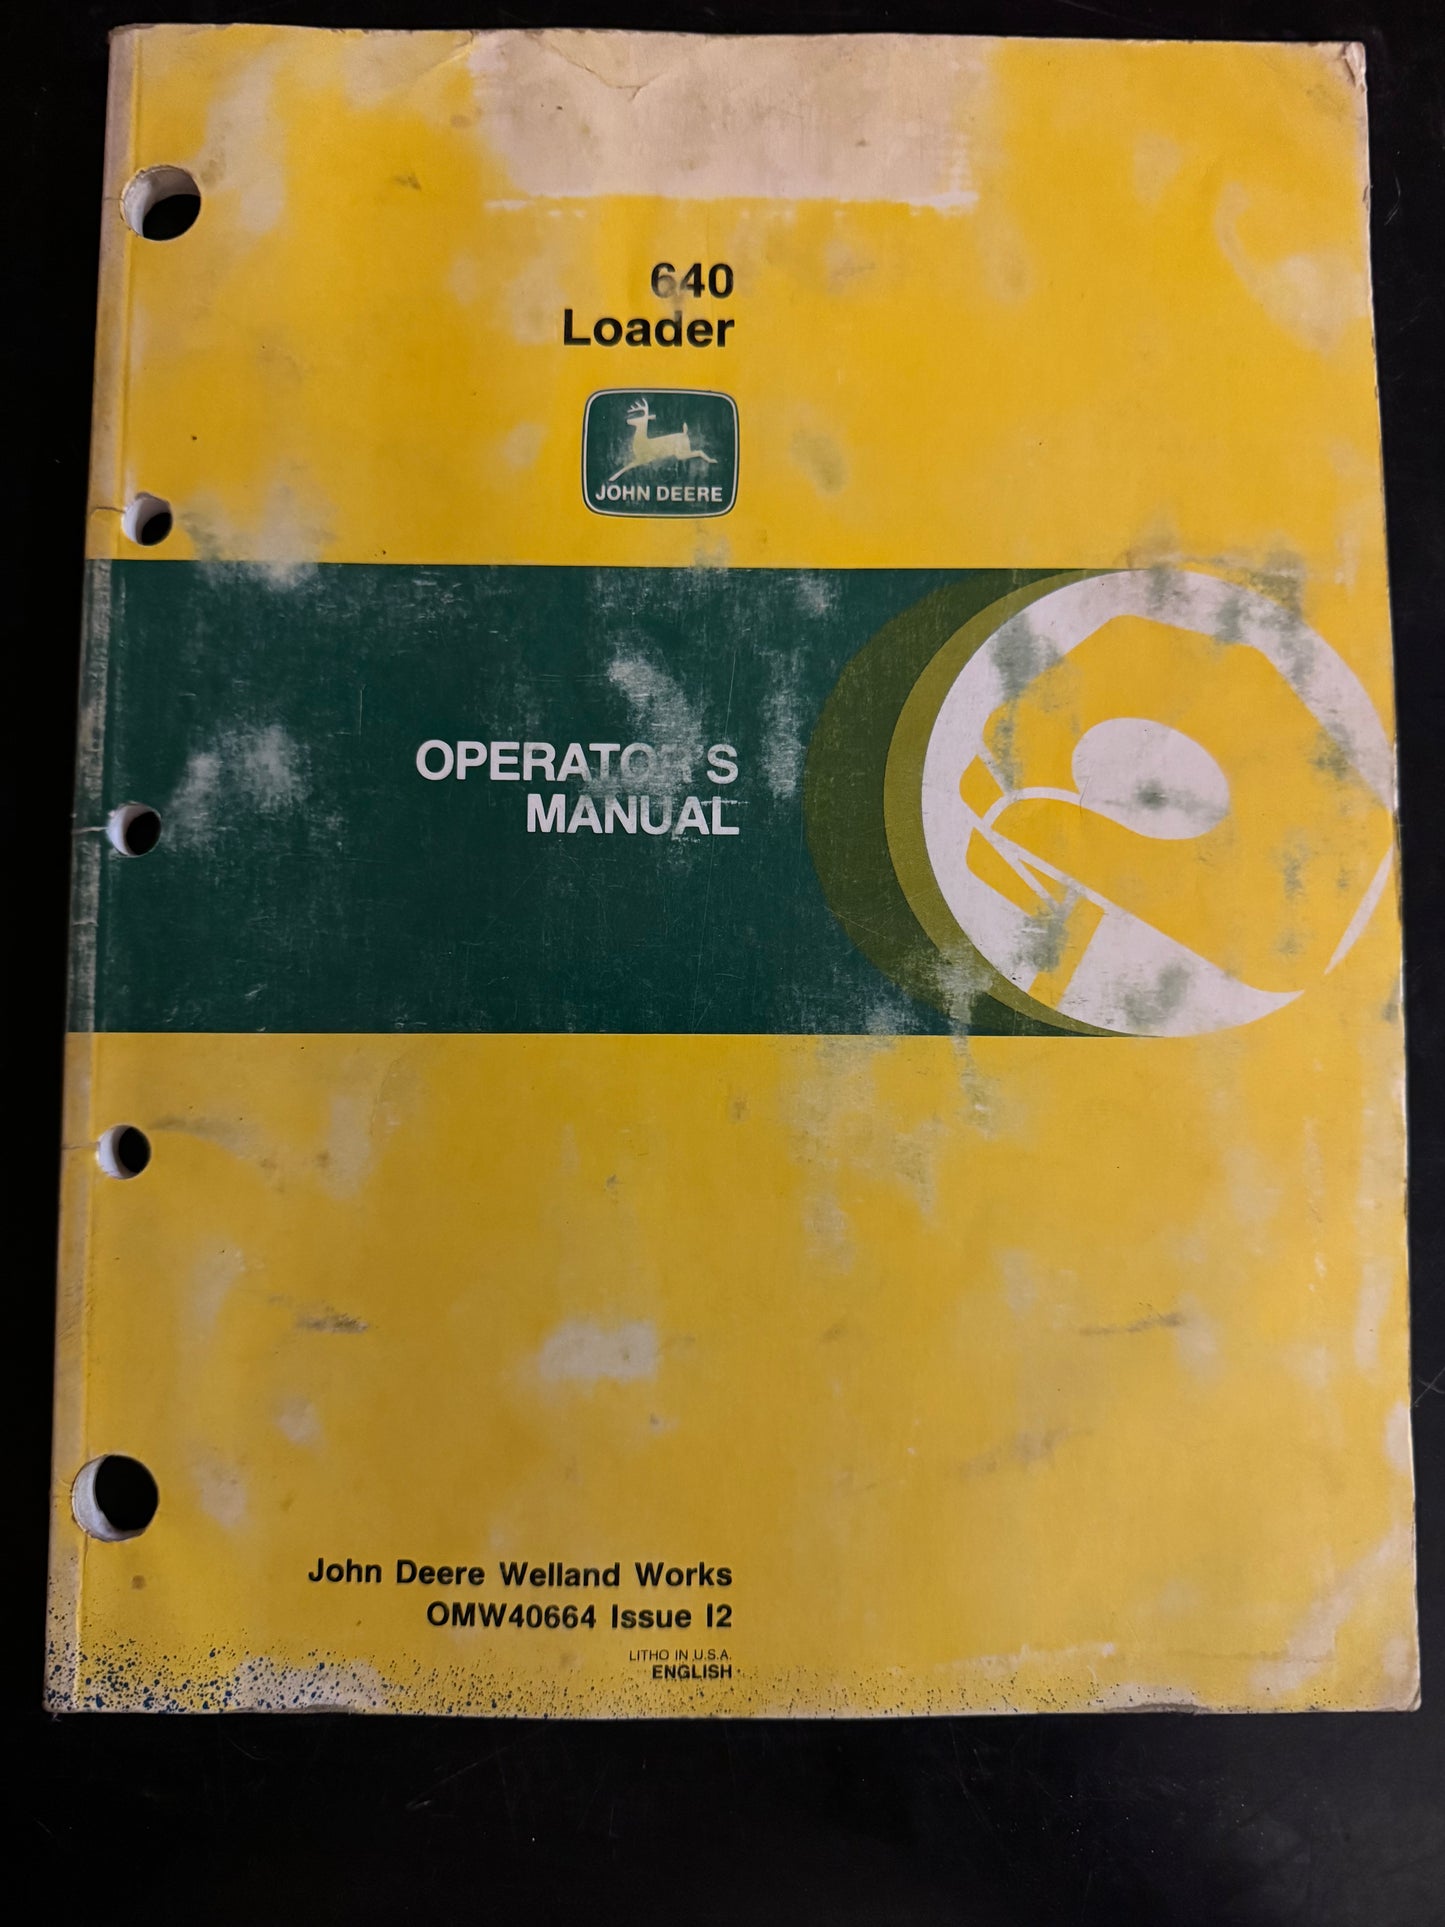 640
Loader
JOHN DEERE
OPERATOR'S
MANUAL
John Deere Welland Works
OMW40664 Issue I2
LITHO IN U.S.A.
ENGLISH